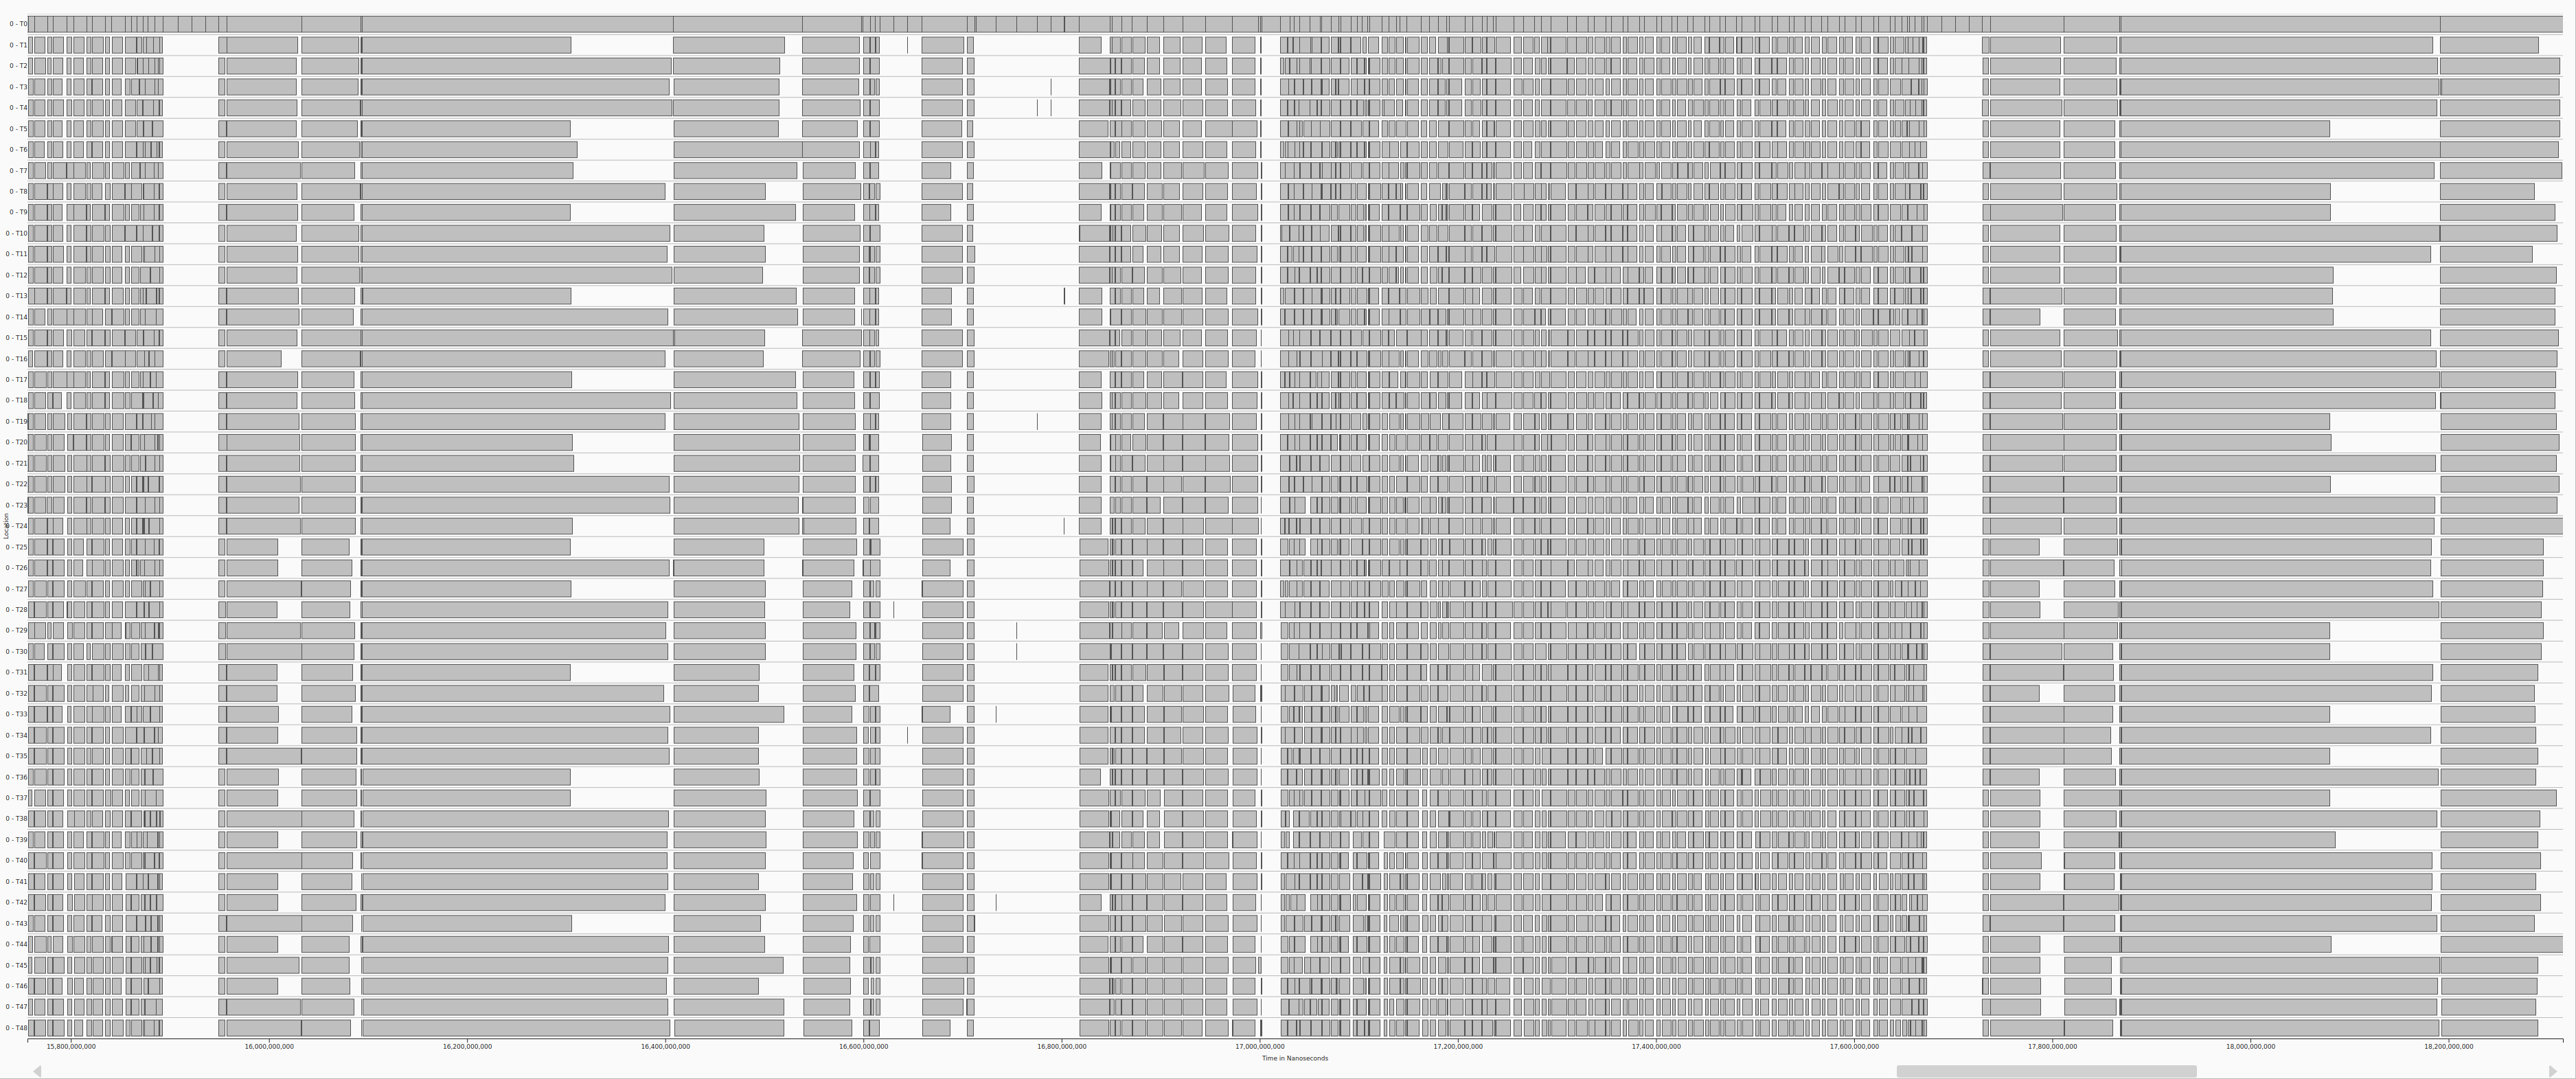 0 - T0
0 - T1
0 - T2
0 - T3
0 - T4
0 - T5
0 - T6
0 - T7
0 - T8
0 - T9
0 - T10
0 - T11
0 - T12
0 - T13
0 - T14
0 - T15
0 - T16
0 - T17
0 - T18
0 - T19
0 - T20
0 - T21
0 - T22
0 - T23
Location
0 - T24
0 - T25
0 - T26
0 - T27
0 - T28
0 - T29
0 - T30
0 - T31
0 - T32
0 - T33
0 - T34
0 - T35
0 - T36
0 - T37
0 - T38
0 - T39
0 - T40
0 - T41
0 - T42
0 - T43
0 - T44
0 - T45
0 - T46
0 - T47
0 - T48
15,800,000,000 16,000,000,000 16,200,000,000 16,400,000,000 16,600,000,000 16,800,000,000 17,000,000,000 17,200,000,000 17,400,000,000 17,600,000,000 17,800,000,000 18,000,000,000 18,200,000,000
Time in Nanoseconds